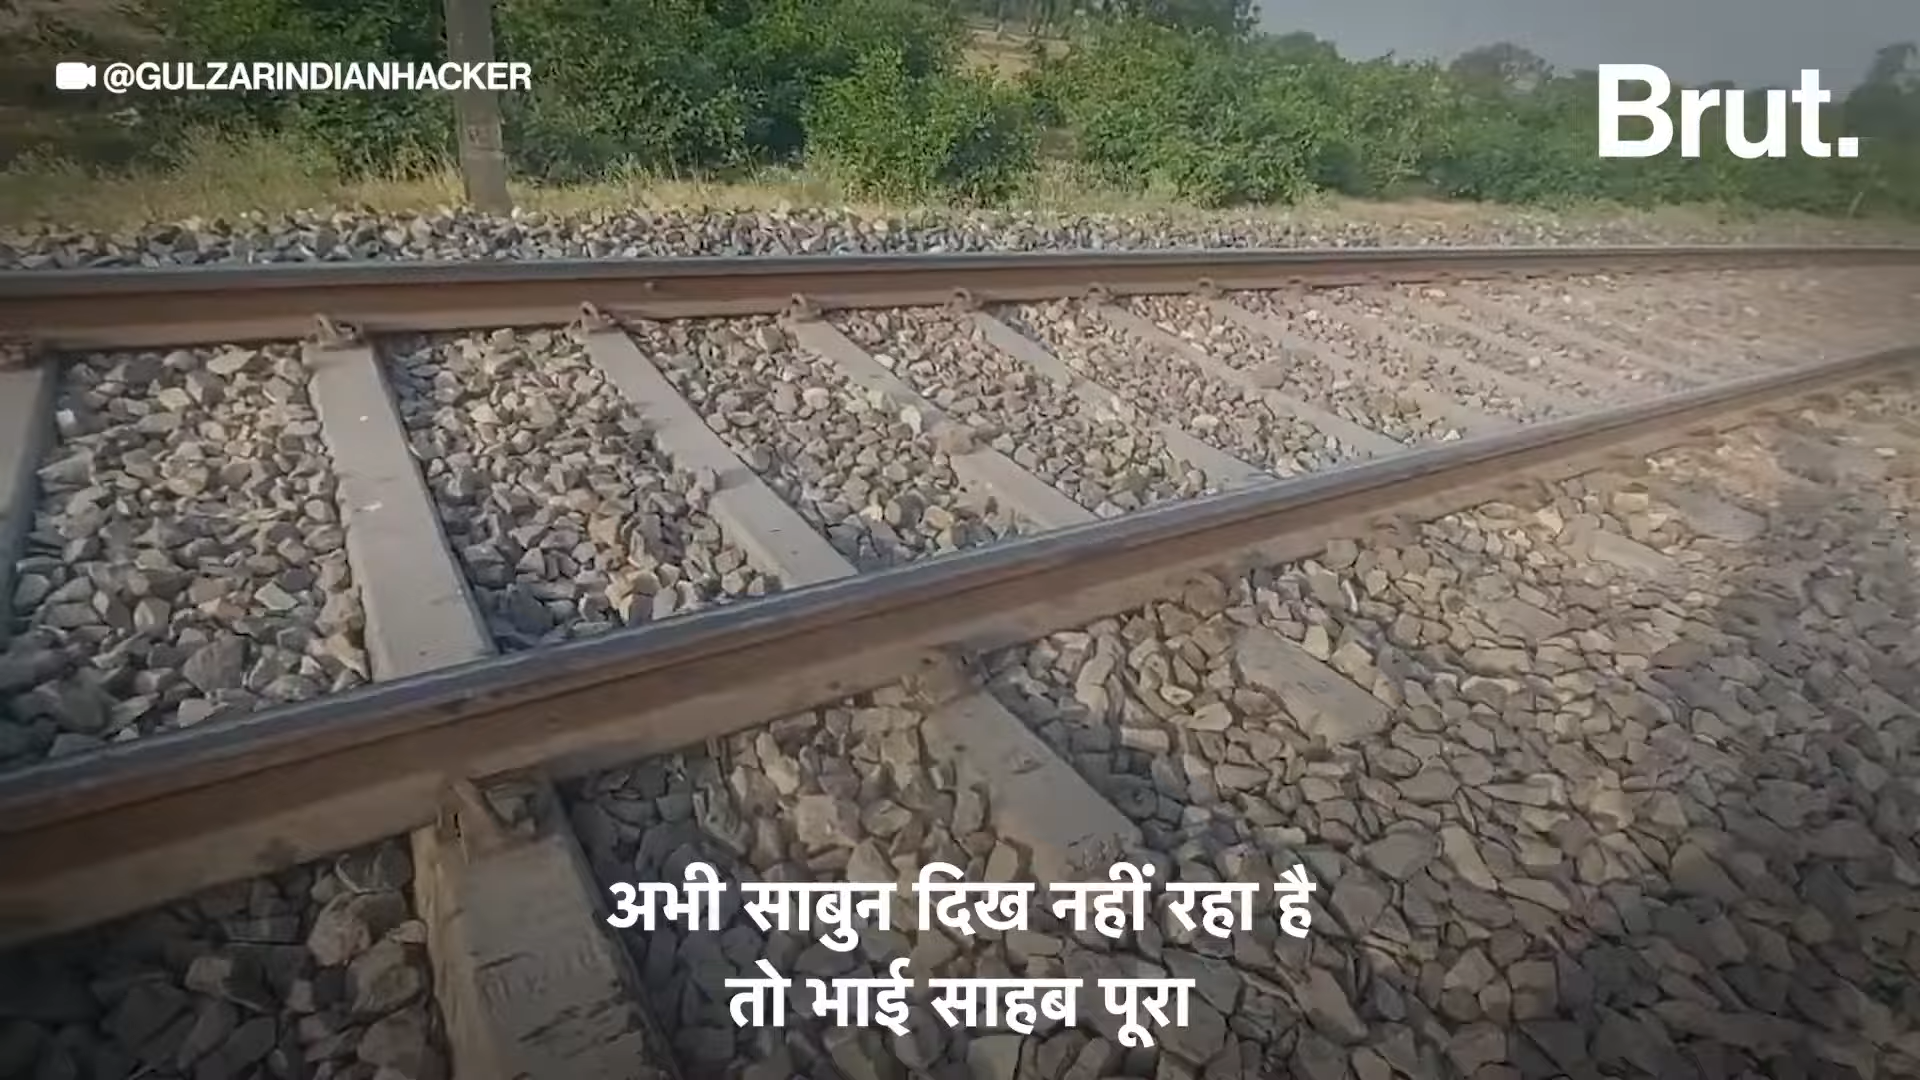 @GULZARINDIANHACKER
Brut.
अभी साबुन दिख नहीं रहा है
तो भाई साहब पूरा